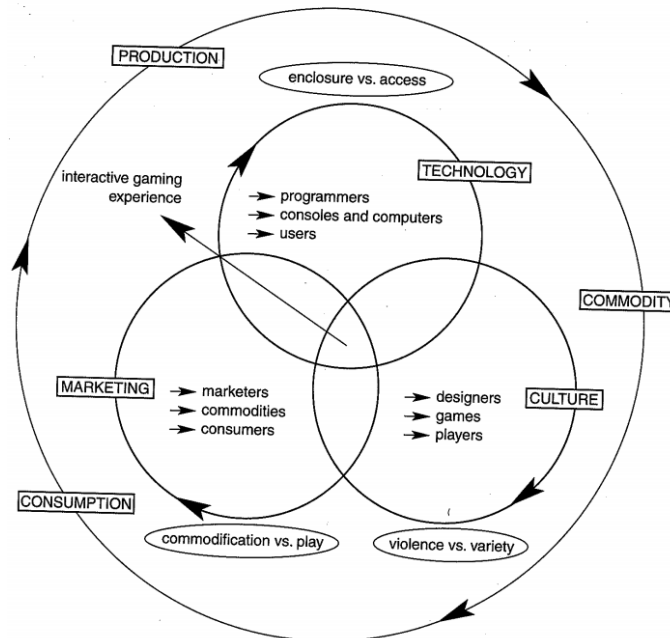 PRODUCTION
enclosure vs. access
TECHNOLOGY
interactive gaming
experience
programmers
consoles and computers
users
COMMODITY
MARKETING
marketers
commodities
consumers
designers
games
players
CULTURE
CONSUMPTION
commodification vs. play
violence vs. variety